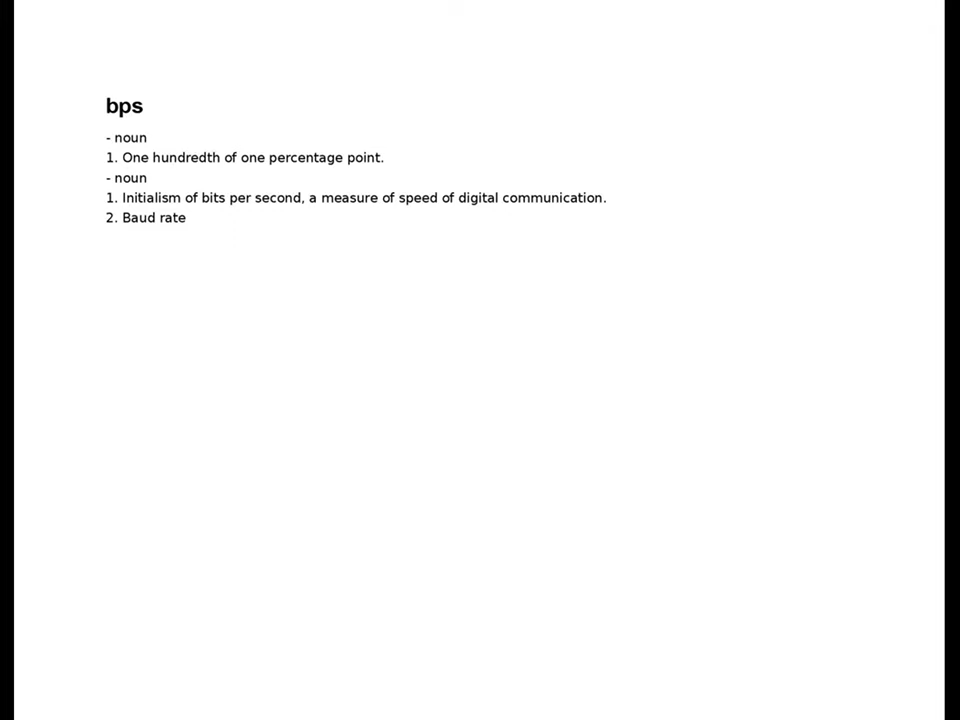 bps
- noun
1. One hundredth of one percentage point.
- noun
1. Initialism of bits per second, a measure of speed of digital communication.
2. Baud rate